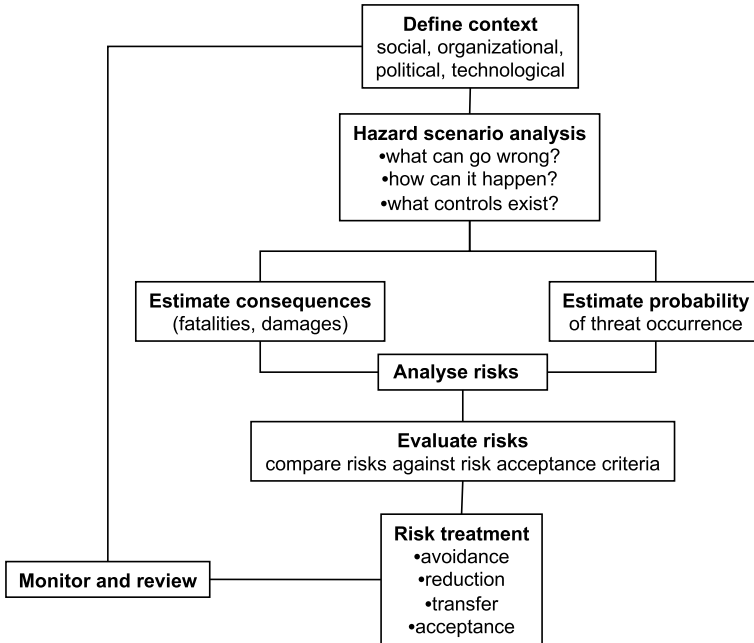 Define context
social, organizational,
political, technological
Hazard scenario analysis
•what can go wrong?
•how can it happen?
•what controls exist?
Estimate consequences
(fatalities, damages)
Estimate probability
of threat occurrence
Analyse risks
Evaluate risks
compare risks against risk acceptance criteria
Risk treatment
•avoidance
•reduction
•transfer
•acceptance
Monitor and review